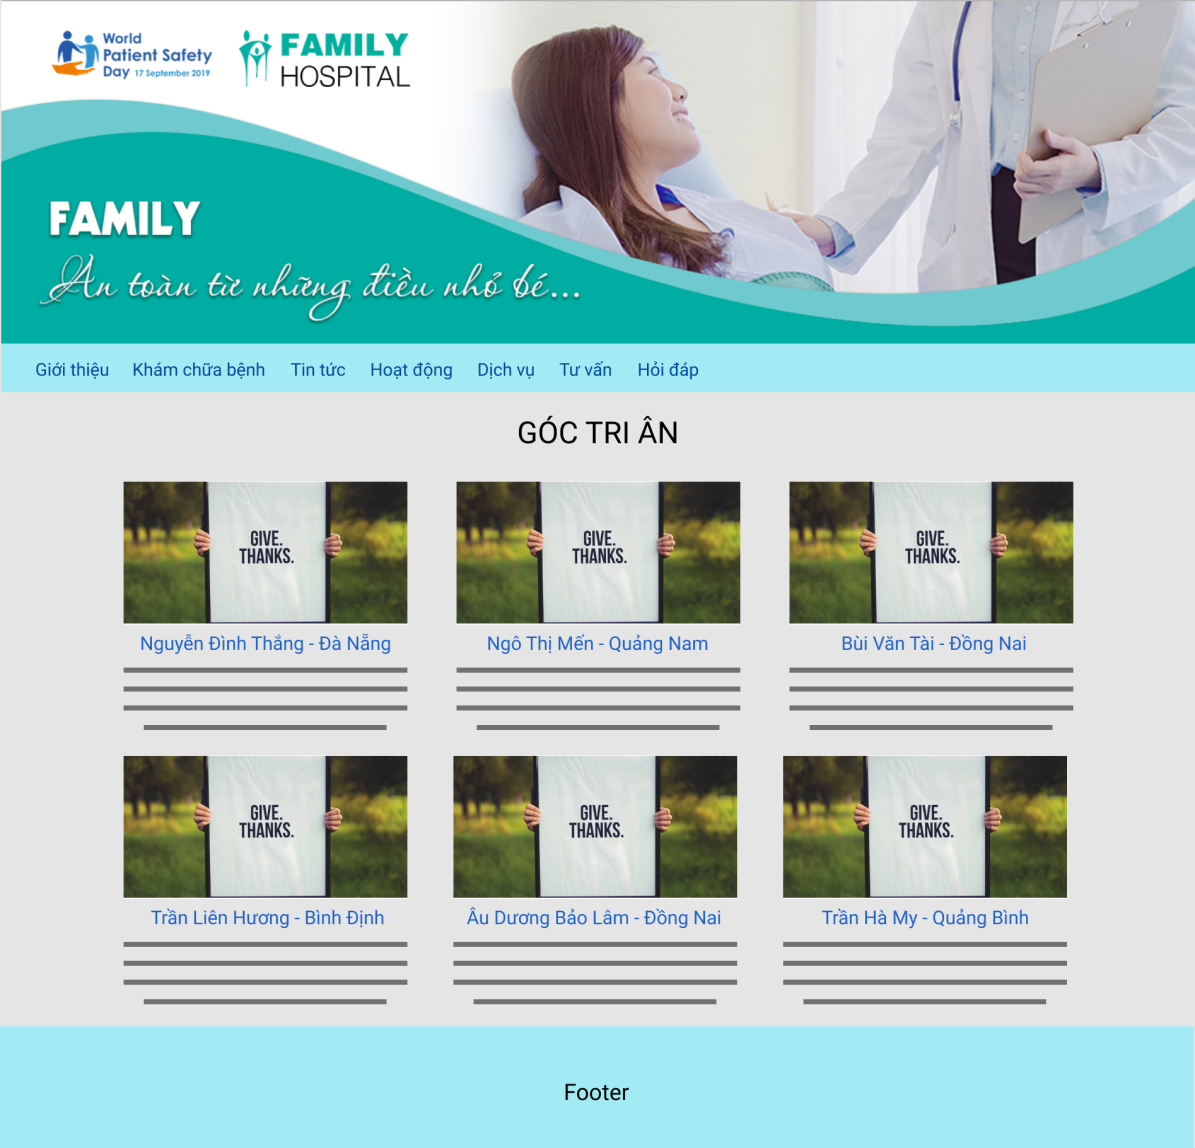 World
Patient Safety
Day 17 September 2019
FAMILY
HOSPITAL
FAMILY
An toàn từ những điều nhỏ bé...
Giới thiệu Khám chữa bệnh Tin tức Hoạt động Dịch vụ Tư vấn Hỏi đáp
GÓC TRI ÂN
GIVE.
THANKS.
GIVE.
THANKS.
GIVE.
THANKS.
Nguyễn Đình Thắng - Đà Nẵng
Ngô Thị Mến - Quảng Nam
Bùi Văn Tài - Đồng Nai
GIVE.
THANKS.
GIVE.
THANKS.
GIVE.
THANKS.
Trần Liên Hương - Bình Định
Âu Dương Bảo Lâm - Đồng Nai
Trần Hà My - Quảng Bình
Footer